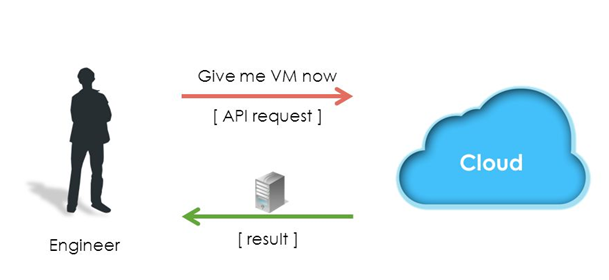 Give me VM now
[ API request ]
Cloud
[ result ]
Engineer